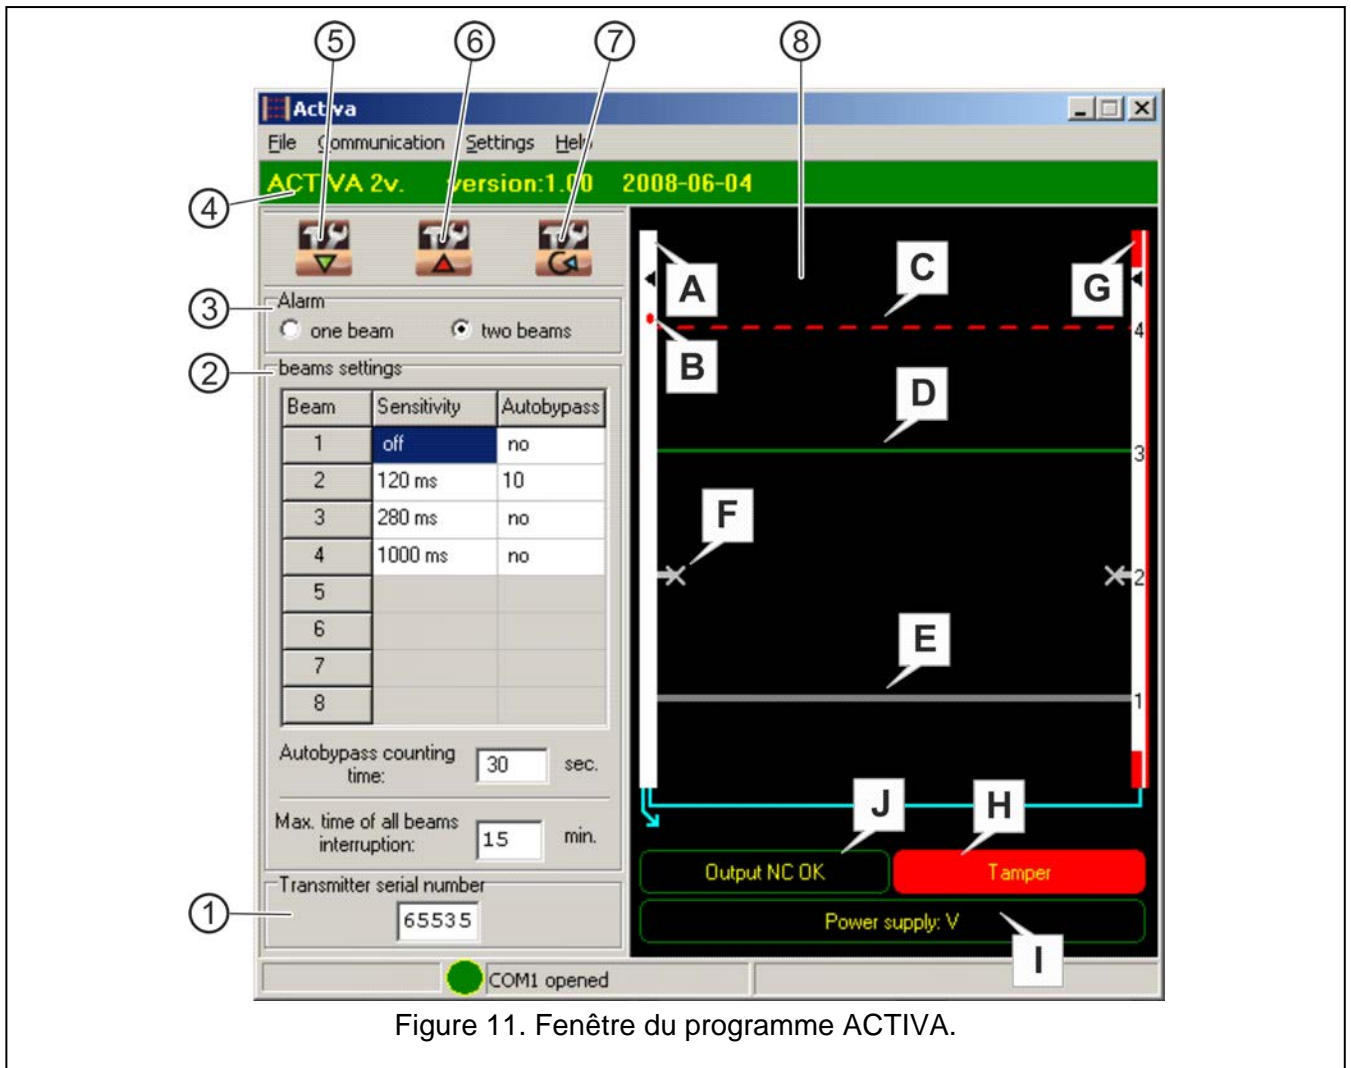 5 6 7 8
Activa
File Communication Settings Help
4
ACTIVA 2v. version:1.00 2008-06-04
3
Alarm
one beam two beams
2
beams settings
Beam Sensitivity Autobypass
1 off no
2 120 ms 10
3 280 ms no
4 1000 ms no
5
6
7
8
Autobypass counting
time: 30 sec.
Max. time of all beams
interruption: 15 min.
1
Transmitter serial number
65535
COM1 opened
A
B
C
G
4
D
3
F
2
E
1
J
H
Output NC OK
Tamper
Power supply: V
I
Figure 11. Fenêtre du programme ACTIVA.